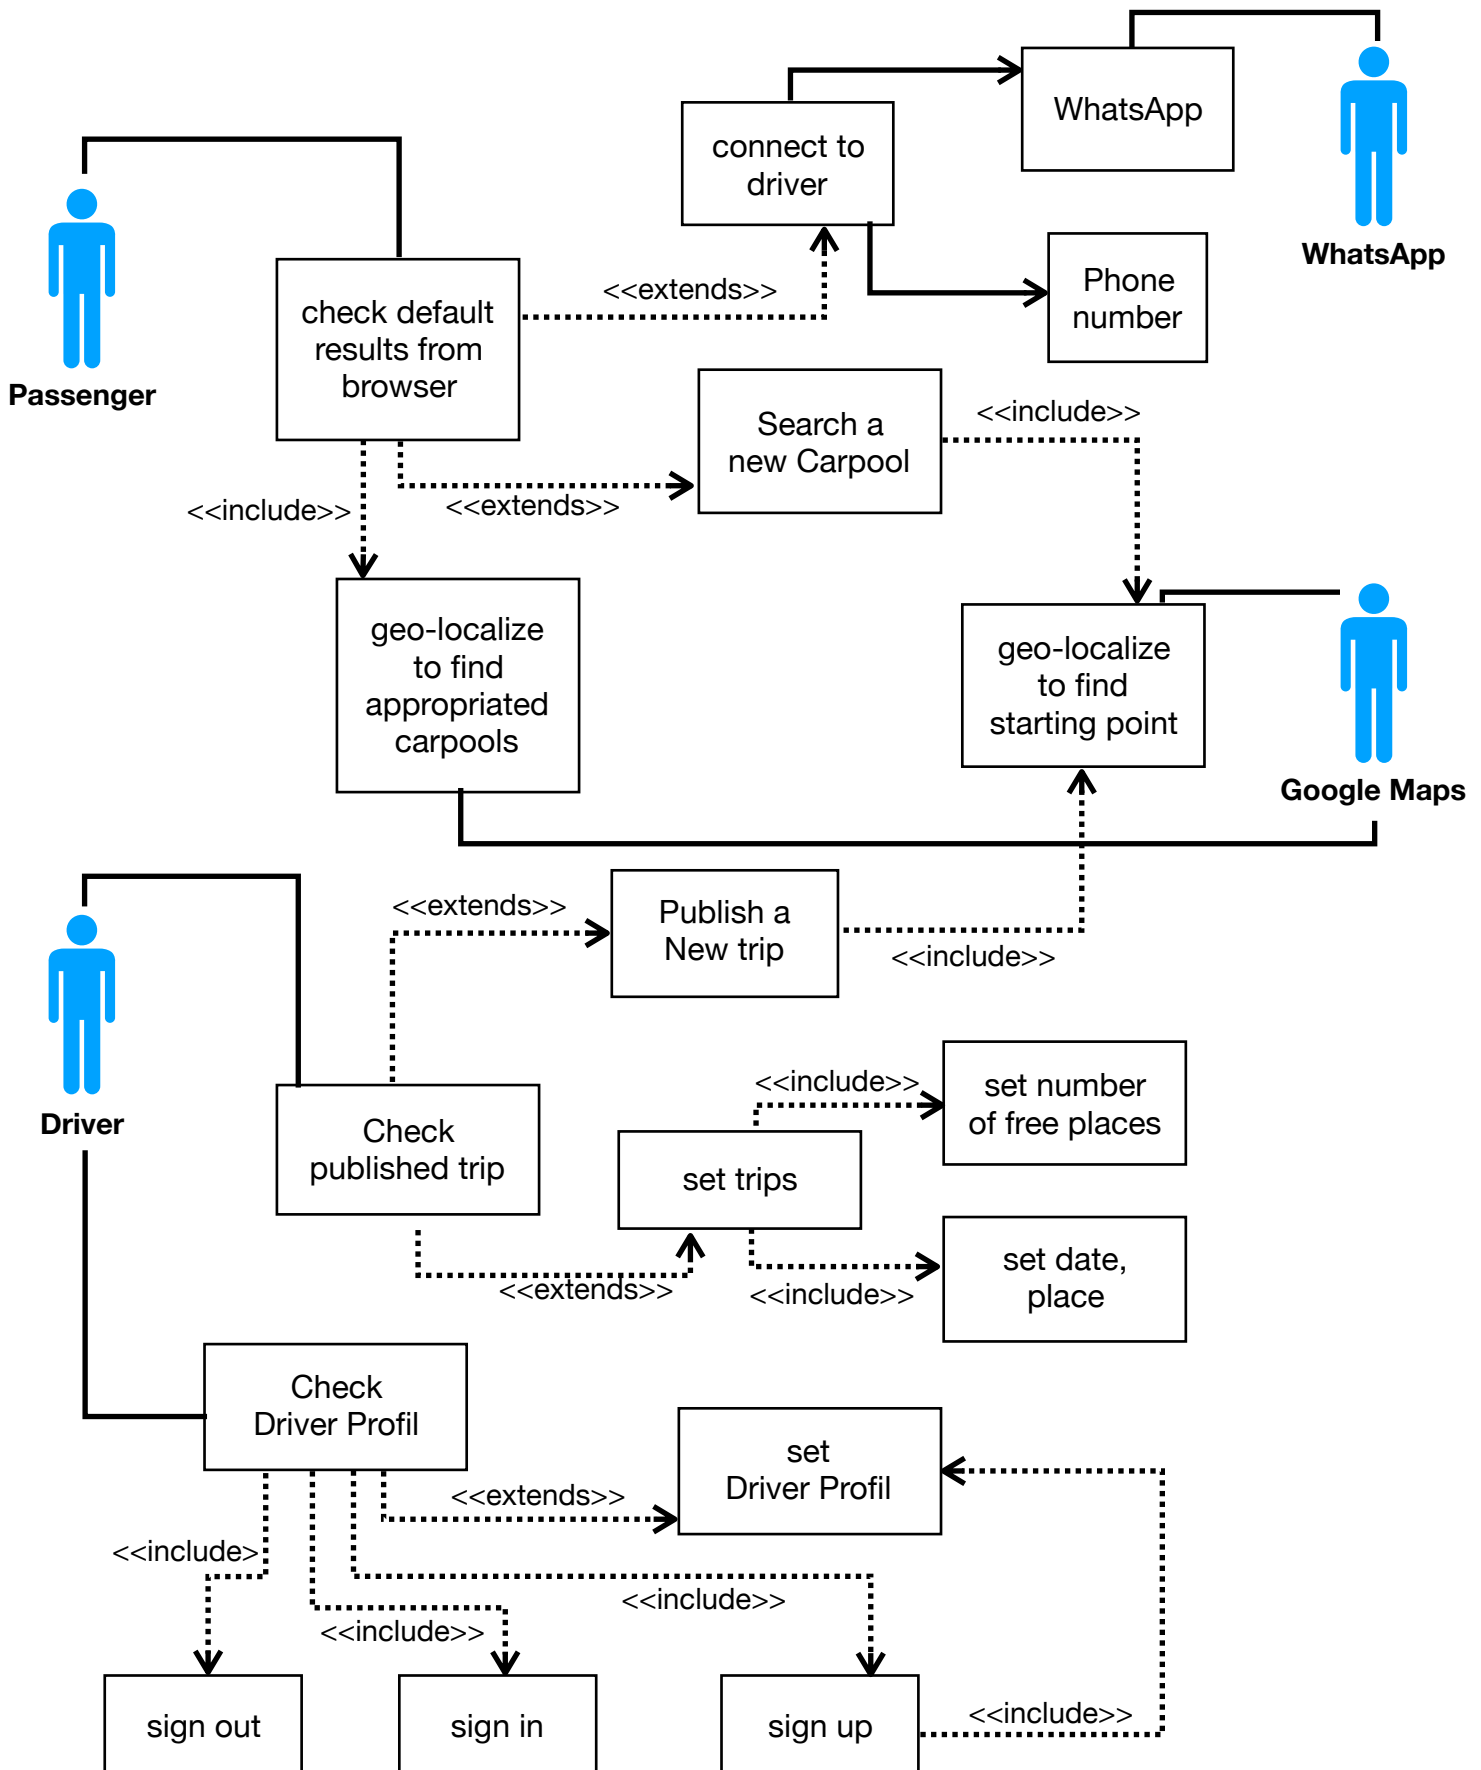 WhatsApp
connect to
driver
WhatsApp
Phone
number
<<extends>>
check default
results from
browser
Passenger
Search a
new Carpool
<<include>>
<<include>>
<<extends>>
geo-localize
to find
appropriated
carpools
geo-localize
to find
starting point
Google Maps
<<extends>>
Publish a
New trip
<<include>>
Driver
Check
published trip
<<include>>
set number
of free places
set trips
<<extends>>
<<include>>
set date,
place
Check
Driver Profil
set
Driver Profil
<<extends>>
<<include>
<<include>>
<<include>>
sign out
sign in
sign up
<<include>>